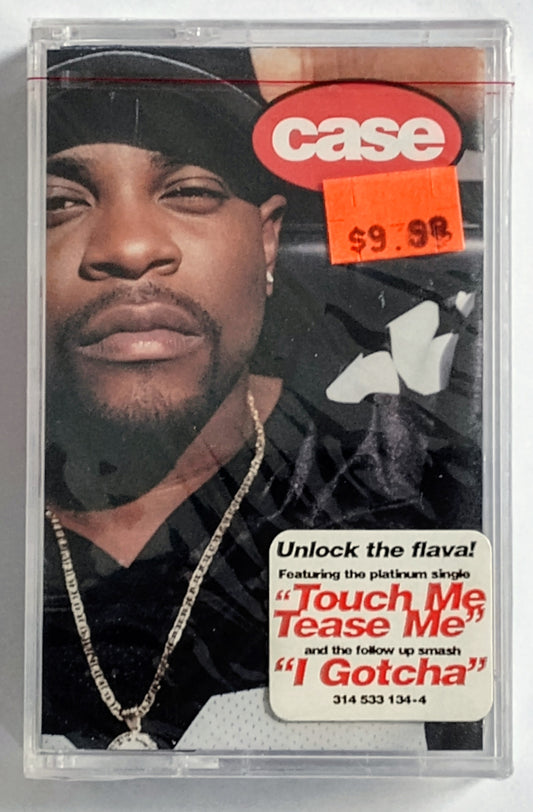 case
$9.98
Unlock the flava!
Featuring the platinum single
"Touch Me
Tease Me"
and the follow up smash
"I Gotcha"
314 533 134-4